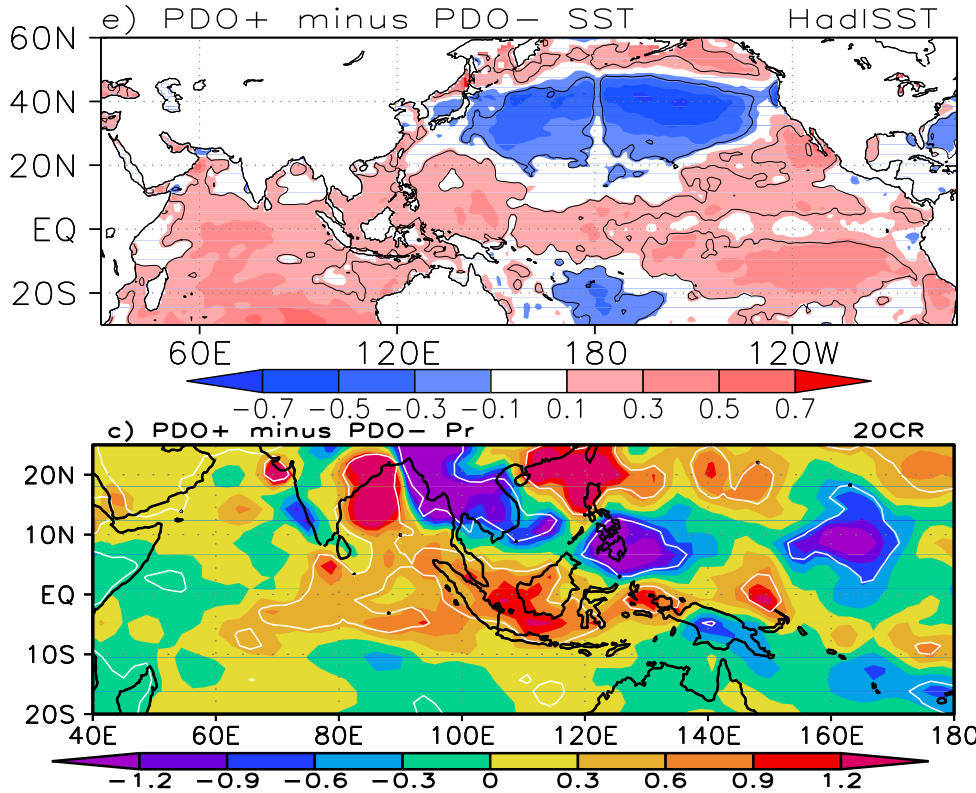 e) PDO+ minus PDO- SST HadISST
60N
40N
20N
EQ
20S
60E 120E 180 120W
-0.7 -0.5 -0.3 -0.1 0.1 0.3 0.5 0.7
c) PDO+ minus PDO- Pr 20CR
20N
10N
EQ
10S
20S
40E 60E 80E 100E 120E 140E 160E 180
-1.2 -0.9 -0.6 -0.3 0 0.3 0.6 0.9 1.2